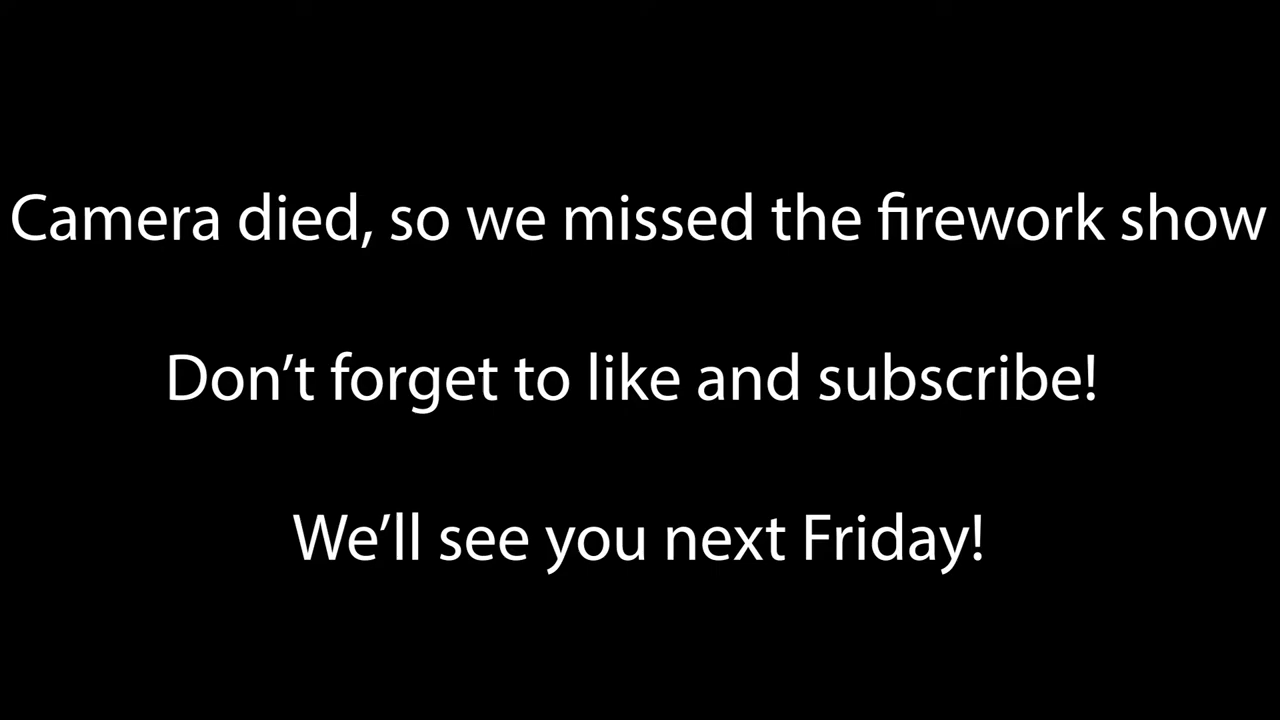 Camera died, so we missed the firework show
Don’t forget to like and subscribe!
We’ll see you next Friday!